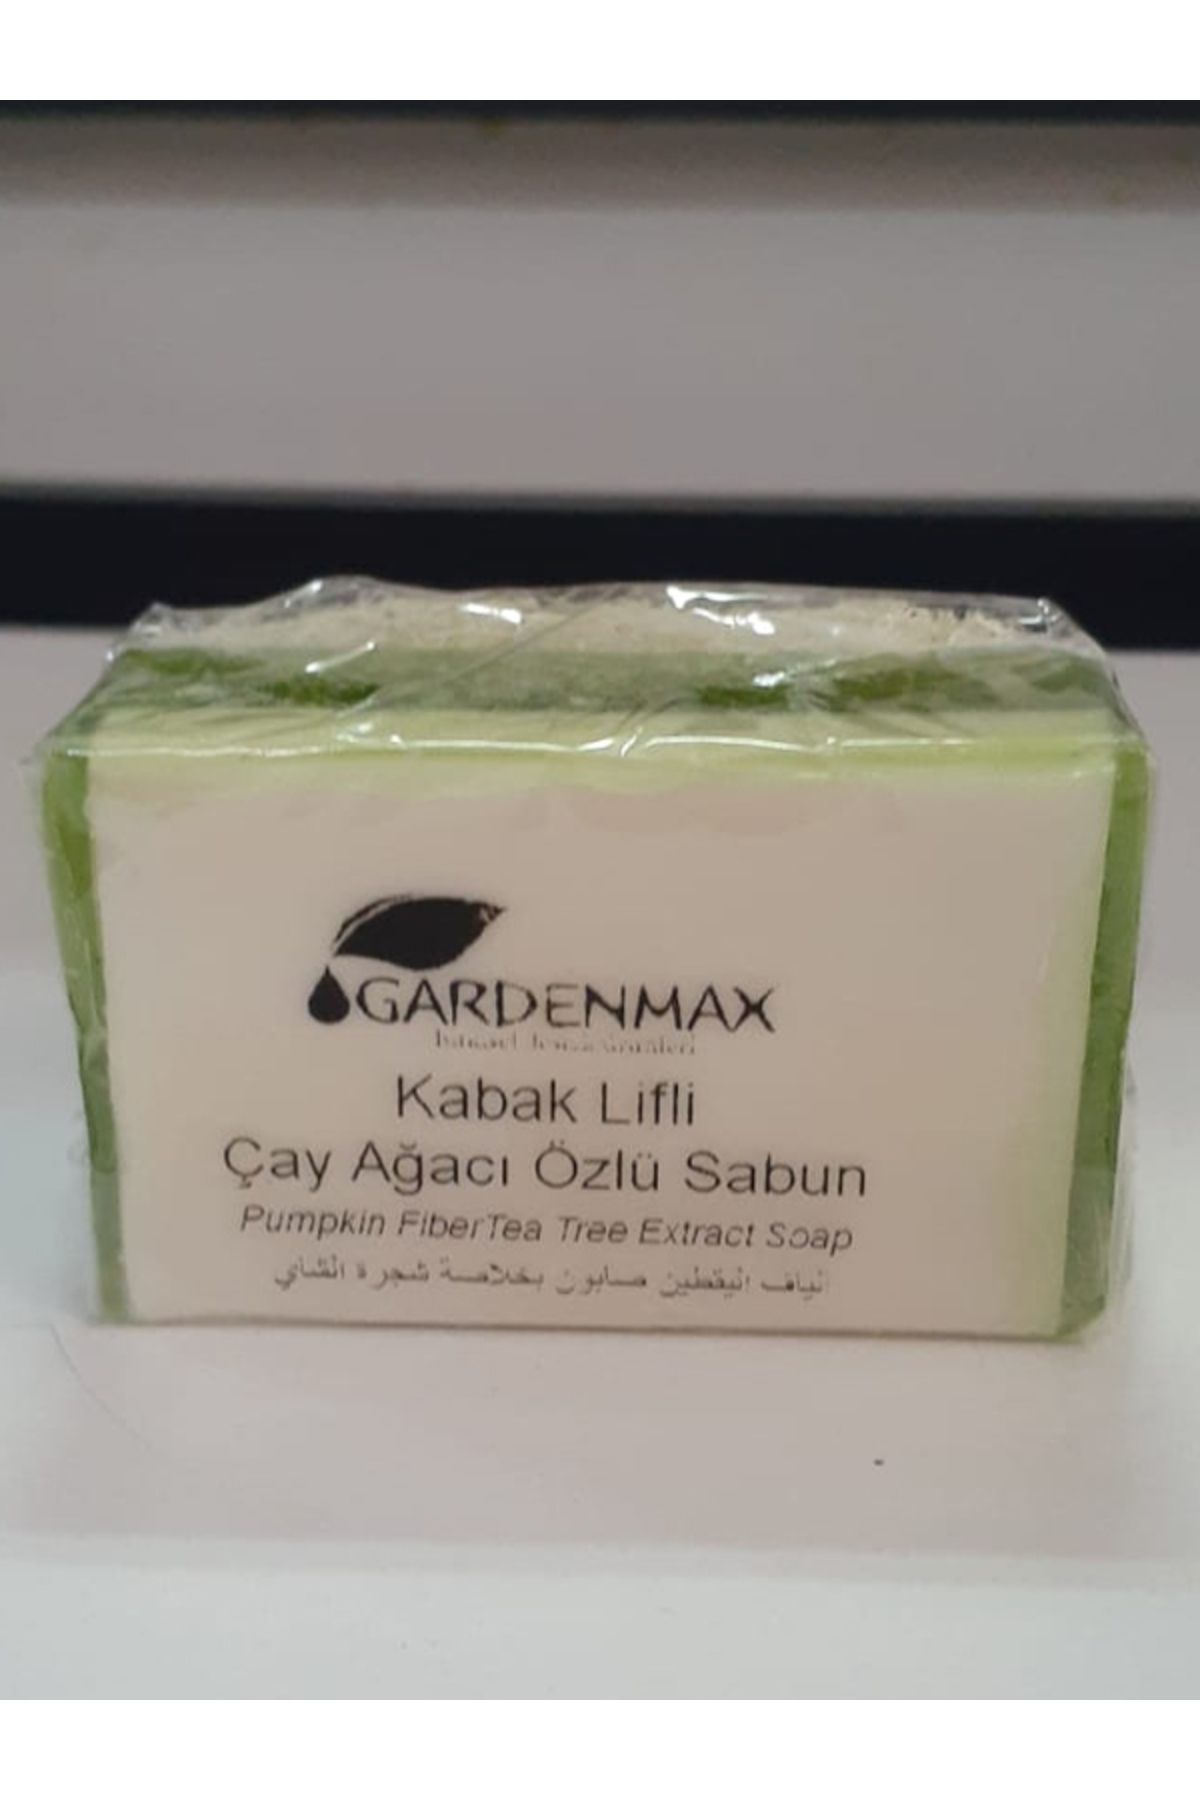 GARDENMAX
Kabak Lifli
Çay Ağacı Özlü Sabun
Pumpkin FiberTea Tree Extract Soap
ألياف اليقطين صابون بخلاصة شجرة الشاي